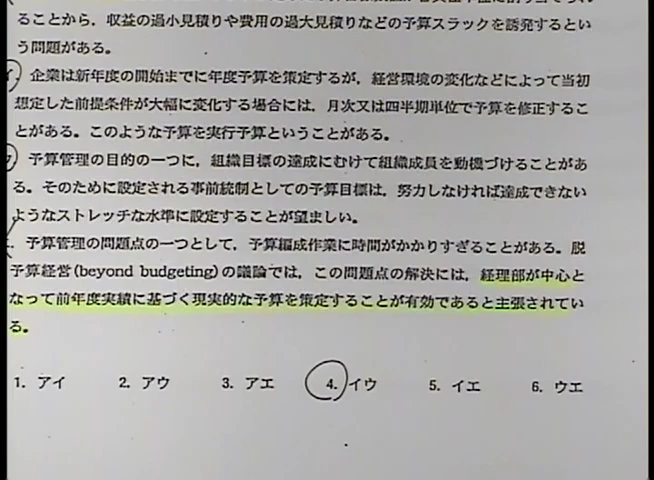 ることから，収益の過小見積りや費用の過大見積りなどの予算スラックを誘発するとい
う問題がある。
イ．企業は新年度の開始までに年度予算を策定するが，経営環境の変化などによって当初
想定した前提条件が大幅に変化する場合には，月次又は四半期単位で予算を修正するこ
とがある。このような予算を実行予算ということがある。
ウ．予算管理の目的の一つに，組織目標の達成にむけて組織成員を動機づけることがあ
る。そのために設定される事前統制としての予算目標は，努力しなければ達成できない
ようなストレッチな水準に設定することが望ましい。
エ．予算管理の問題点の一つとして，予算編成作業に時間がかかりすぎることがある。脱
予算経営(beyond budgeting)の議論では，この問題点の解決には，経理部が中心と
なって前年度実績に基づく現実的な予算を策定することが有効であると主張されてい
る。
1. アイ 2. アウ 3. アエ 4. イウ 5. イエ 6. ウエ